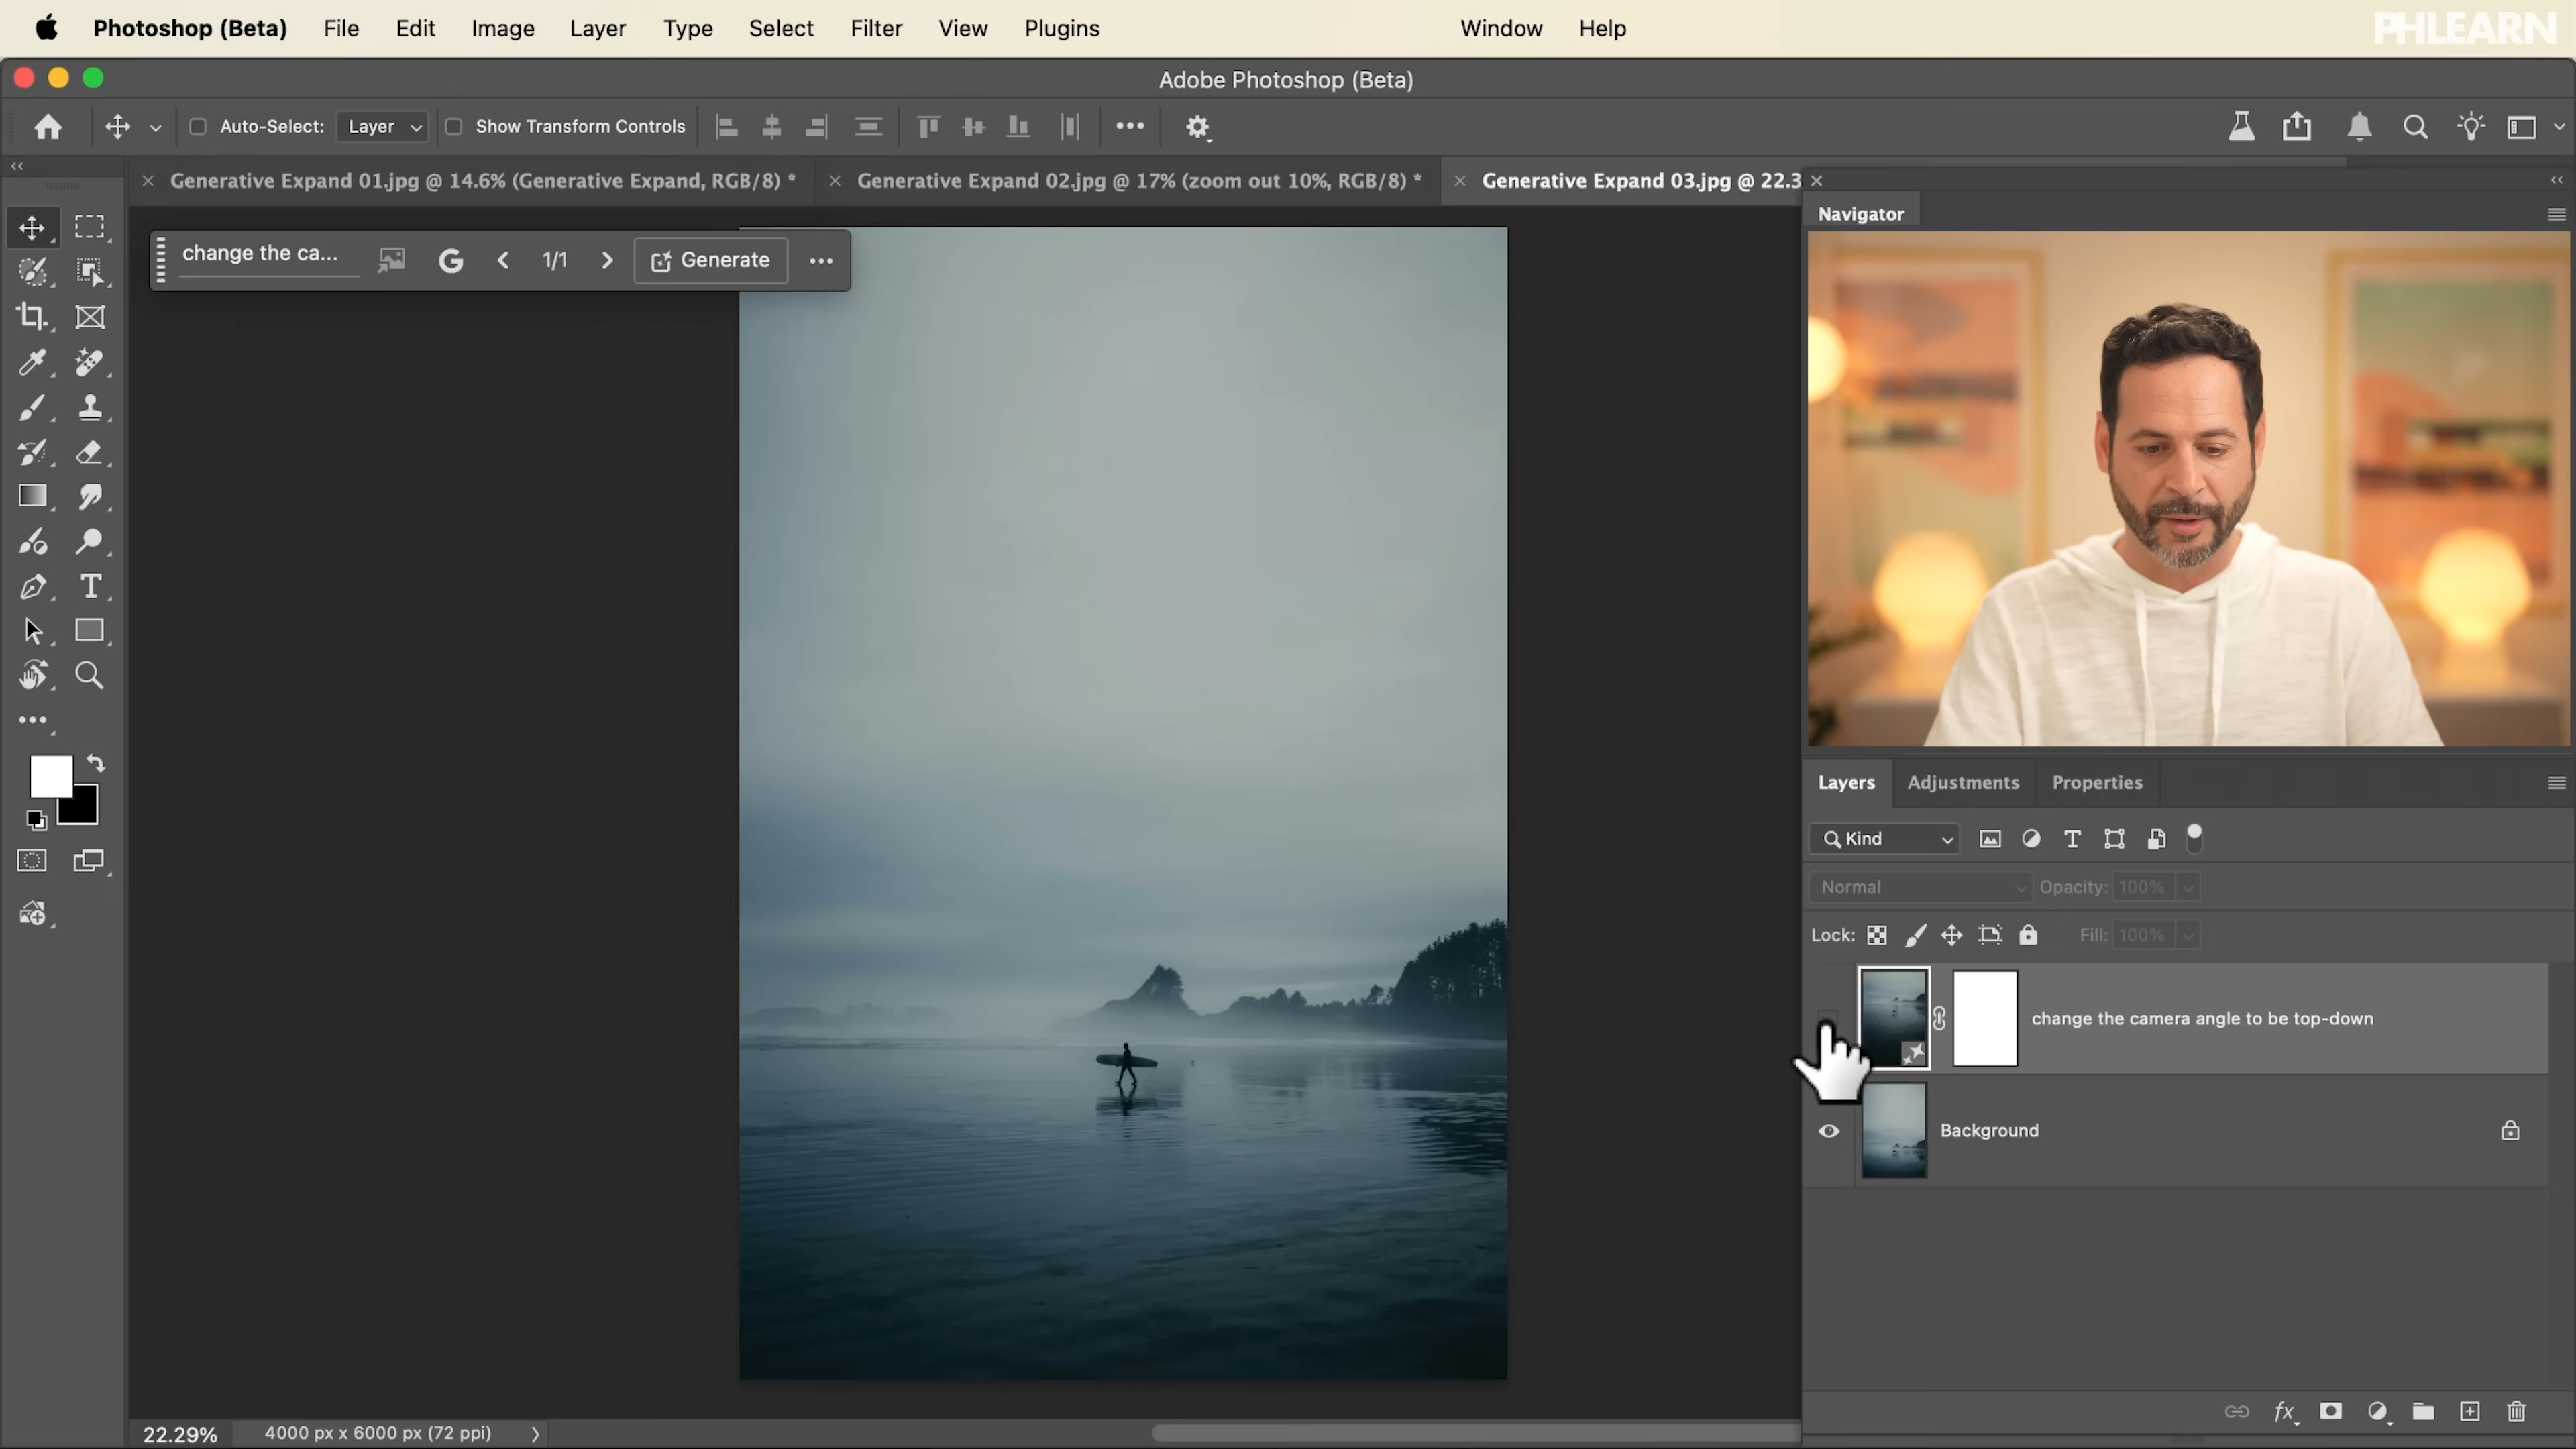 Photoshop (Beta) File Edit Image Layer Type Select Filter View Plugins Window Help
PHLEARN
Adobe Photoshop (Beta)
Auto-Select: Layer Show Transform Controls
Generative Expand 01.jpg @ 14.6% (Generative Expand, RGB/8) *
Generative Expand 02.jpg @ 17% (zoom out 10%, RGB/8) *
Generative Expand 03.jpg @ 22.3
Navigator
change the ca... G 1/1 Generate
Layers Adjustments Properties
Kind
Normal Opacity: 100%
Lock: Fill: 100%
change the camera angle to be top-down
Background
fx
22.29% 4000 px x 6000 px (72 ppi)